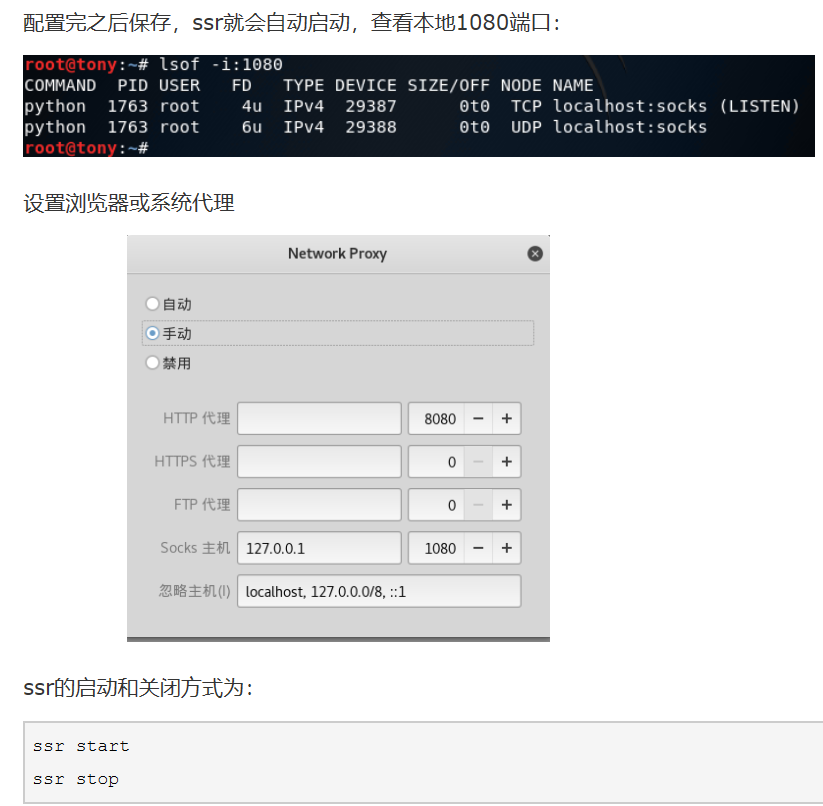 配置完之后保存，ssr就会自动启动，查看本地1080端口：
root@tony:~# lsof -i:1080
COMMAND  PID USER   FD   TYPE DEVICE SIZE/OFF NODE NAME
python  1763 root    4u  IPv4  29387      0t0  TCP localhost:socks (LISTEN)
python  1763 root    6u  IPv4  29388      0t0  UDP localhost:socks
root@tony:~#
设置浏览器或系统代理
Network Proxy
自动
手动
禁用
HTTP 代理 8080 − +
HTTPS 代理 0 − +
FTP 代理 0 − +
Socks 主机 127.0.0.1 1080 − +
忽略主机(I) localhost, 127.0.0.0/8, ::1
ssr的启动和关闭方式为：
ssr start
ssr stop